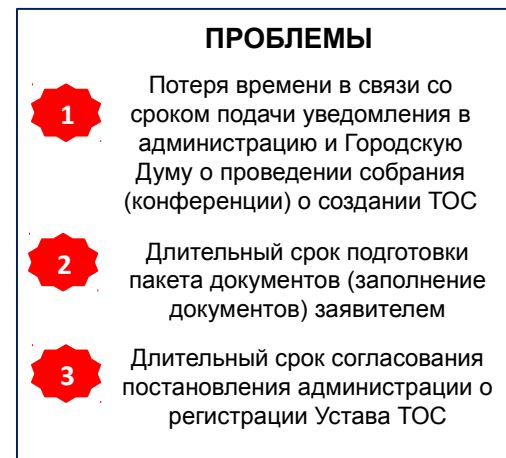 ПРОБЛЕМЫ
1
Потеря времени в связи со
сроком подачи уведомления в
администрацию и Городскую
Думу о проведении собрания
(конференции) о создании ТОС
2
Длительный срок подготовки
пакета документов (заполнение
документов) заявителем
3
Длительный срок согласования
постановления администрации о
регистрации Устава ТОС